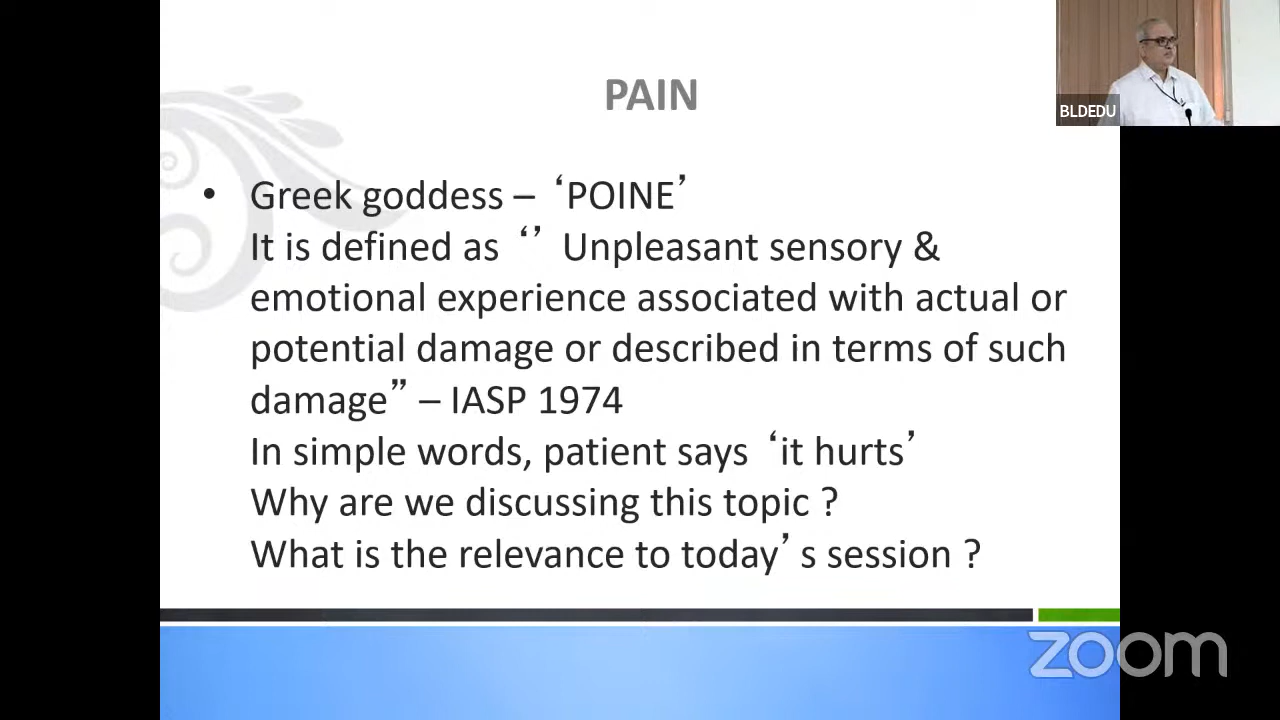 PAIN
• Greek goddess – ‘POINE’
It is defined as ‘’ Unpleasant sensory &
emotional experience associated with actual or
potential damage or described in terms of such
damage” – IASP 1974
In simple words, patient says ‘it hurts’
Why are we discussing this topic ?
What is the relevance to today’s session ?
BLDEDU
zoom